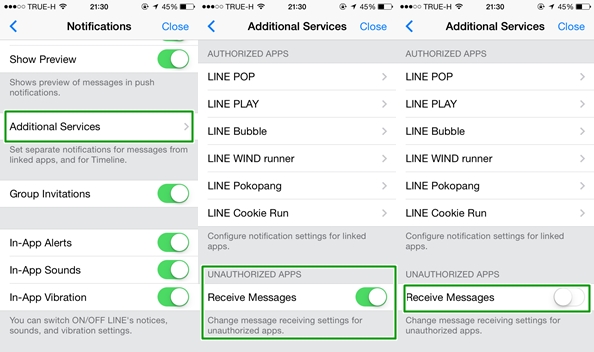 TRUE-H 21:30 45%
Notifications Close
Show Preview
Shows preview of messages in push
notifications.
Additional Services
Set separate notifications for messages from
linked apps, and for Timeline.
Group Invitations
In-App Alerts
In-App Sounds
In-App Vibration
You can switch ON/OFF LINE's notices,
sounds, and vibration settings.
TRUE-H 21:30 45%
Additional Services Close
AUTHORIZED APPS
LINE POP
LINE PLAY
LINE Bubble
LINE WIND runner
LINE Pokopang
LINE Cookie Run
Configure notification settings for linked
apps.
UNAUTHORIZED APPS
Receive Messages
Change message receiving settings for
unauthorized apps.
TRUE-H 21:30 45%
Additional Services Close
AUTHORIZED APPS
LINE POP
LINE PLAY
LINE Bubble
LINE WIND runner
LINE Pokopang
LINE Cookie Run
Configure notification settings for linked
apps.
UNAUTHORIZED APPS
Receive Messages
Change message receiving settings for
unauthorized apps.